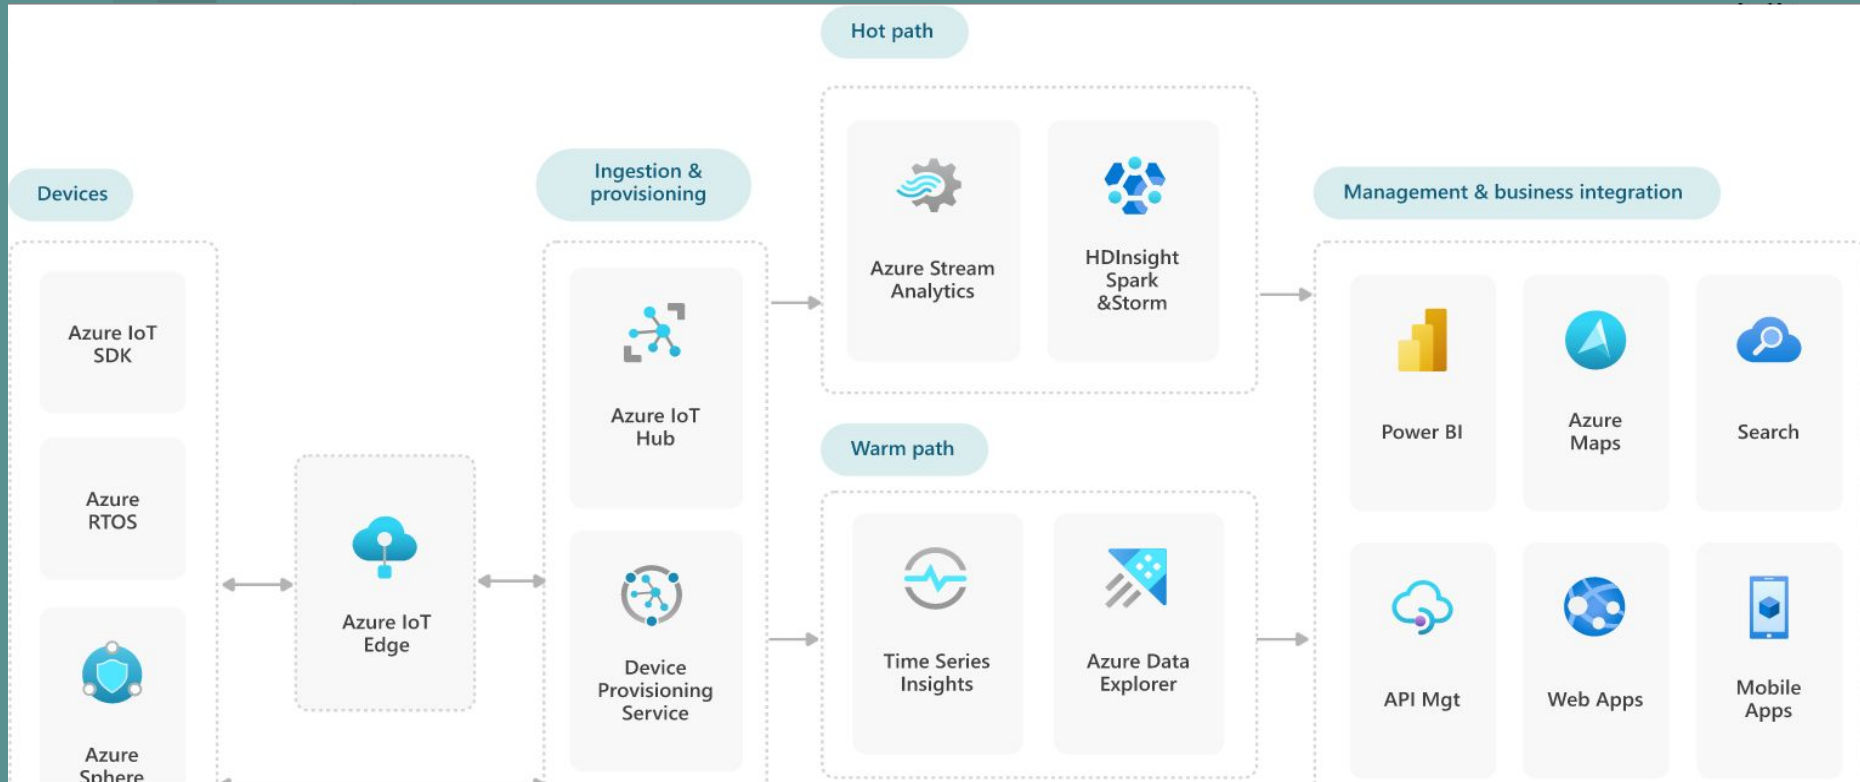 Hot path
Devices
Ingestion &
provisioning
Management & business integration
Azure IoT
SDK
Azure
RTOS
Azure
Sphere
Azure IoT
Edge
Azure IoT
Hub
Device
Provisioning
Service
Azure Stream
Analytics
HDInsight
Spark
&Storm
Warm path
Time Series
Insights
Azure Data
Explorer
Power BI
Azure
Maps
Search
API Mgt
Web Apps
Mobile
Apps